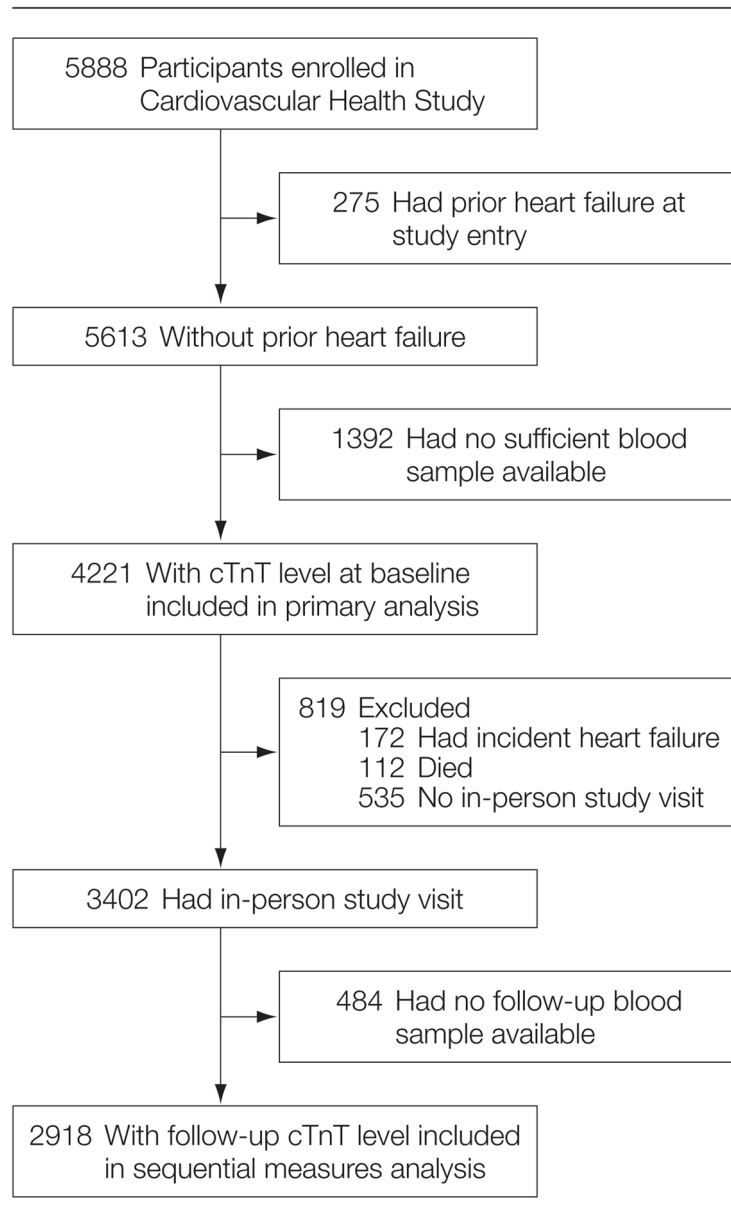 5888 Participants enrolled in
Cardiovascular Health Study
275 Had prior heart failure at
study entry
5613 Without prior heart failure
1392 Had no sufficient blood
sample available
4221 With cTnT level at baseline
included in primary analysis
819 Excluded
172 Had incident heart failure
112 Died
535 No in-person study visit
3402 Had in-person study visit
484 Had no follow-up blood
sample available
2918 With follow-up cTnT level included
in sequential measures analysis